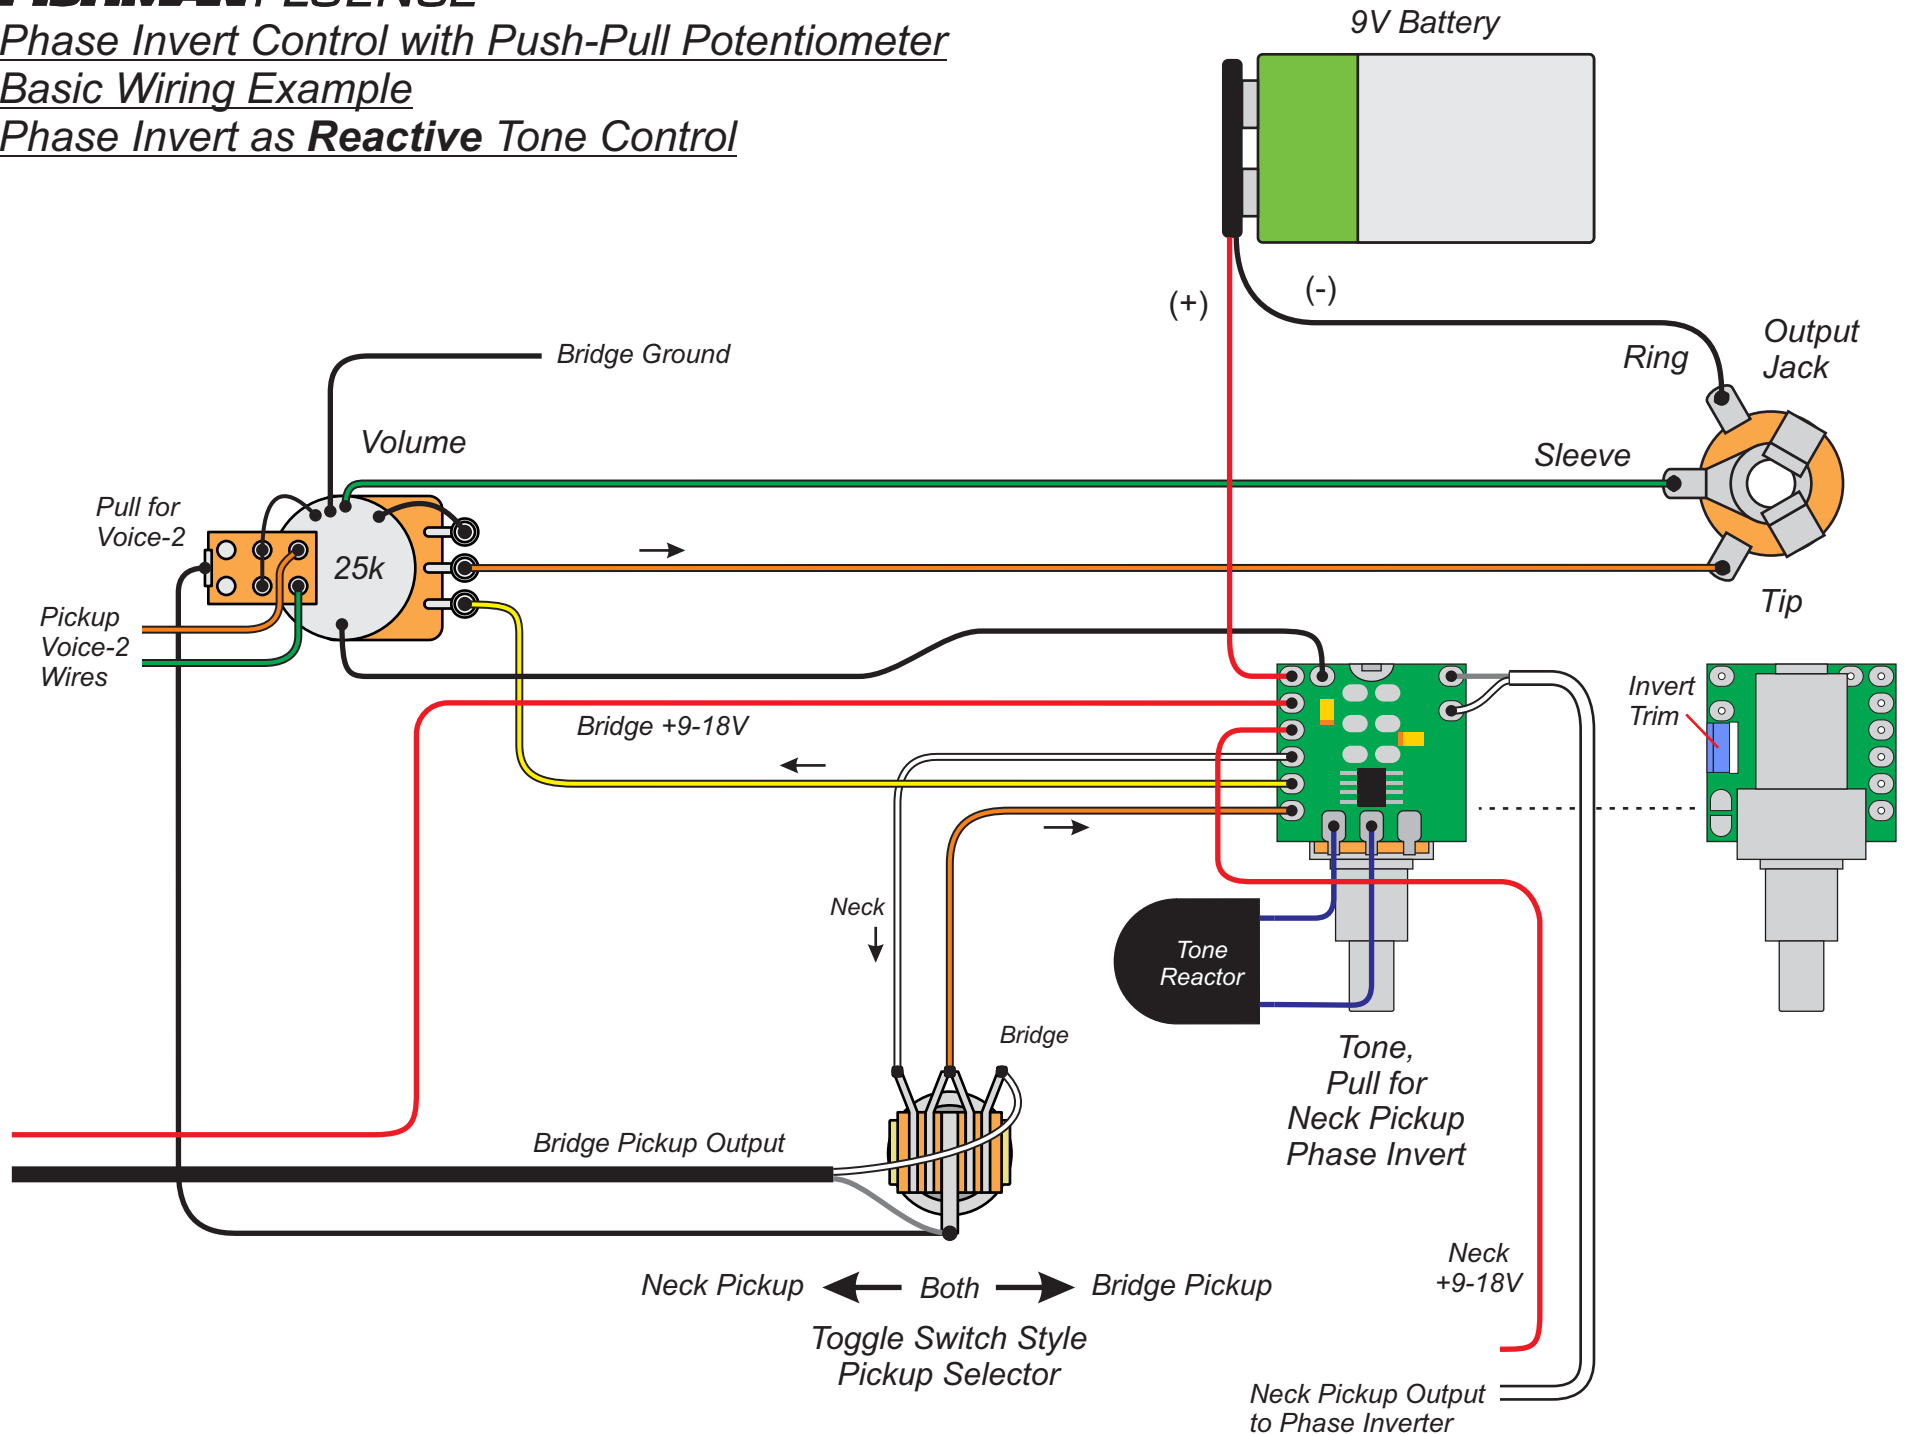 FISHMAN FLUENCE
Phase Invert Control with Push-Pull Potentiometer
Basic Wiring Example
Phase Invert as Reactive Tone Control
9V Battery
(+)
(-)
Ring
Output
Jack
Sleeve
Tip
Bridge Ground
Volume
Pull for
Voice-2
25k
Pickup
Voice-2
Wires
Bridge +9-18V
Invert
Trim
Neck
Tone
Reactor
Bridge
Tone,
Pull for
Neck Pickup
Phase Invert
Bridge Pickup Output
Neck Pickup
Both
Bridge Pickup
Toggle Switch Style
Pickup Selector
Neck
+9-18V
Neck Pickup Output
to Phase Inverter